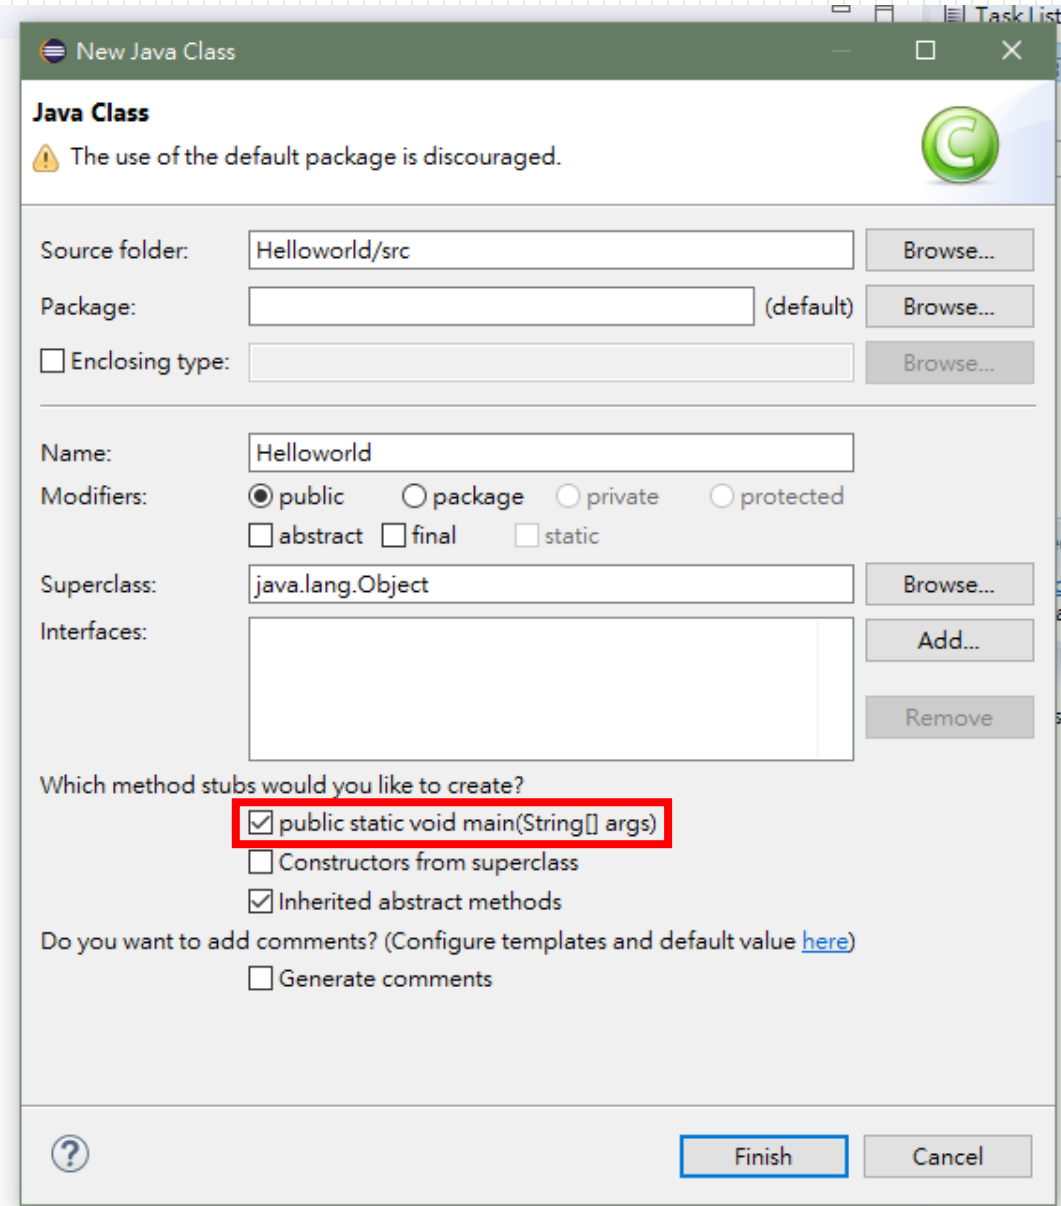 Task List
New Java Class
Java Class
The use of the default package is discouraged.
Source folder: Helloworld/src Browse...
Package: (default) Browse...
Enclosing type: Browse...
Name: Helloworld
Modifiers: public package private protected
abstract final static
Superclass: java.lang.Object Browse...
Interfaces: Add...
Remove
Which method stubs would you like to create?
public static void main(String[] args)
Constructors from superclass
Inherited abstract methods
Do you want to add comments? (Configure templates and default value here)
Generate comments
Finish Cancel